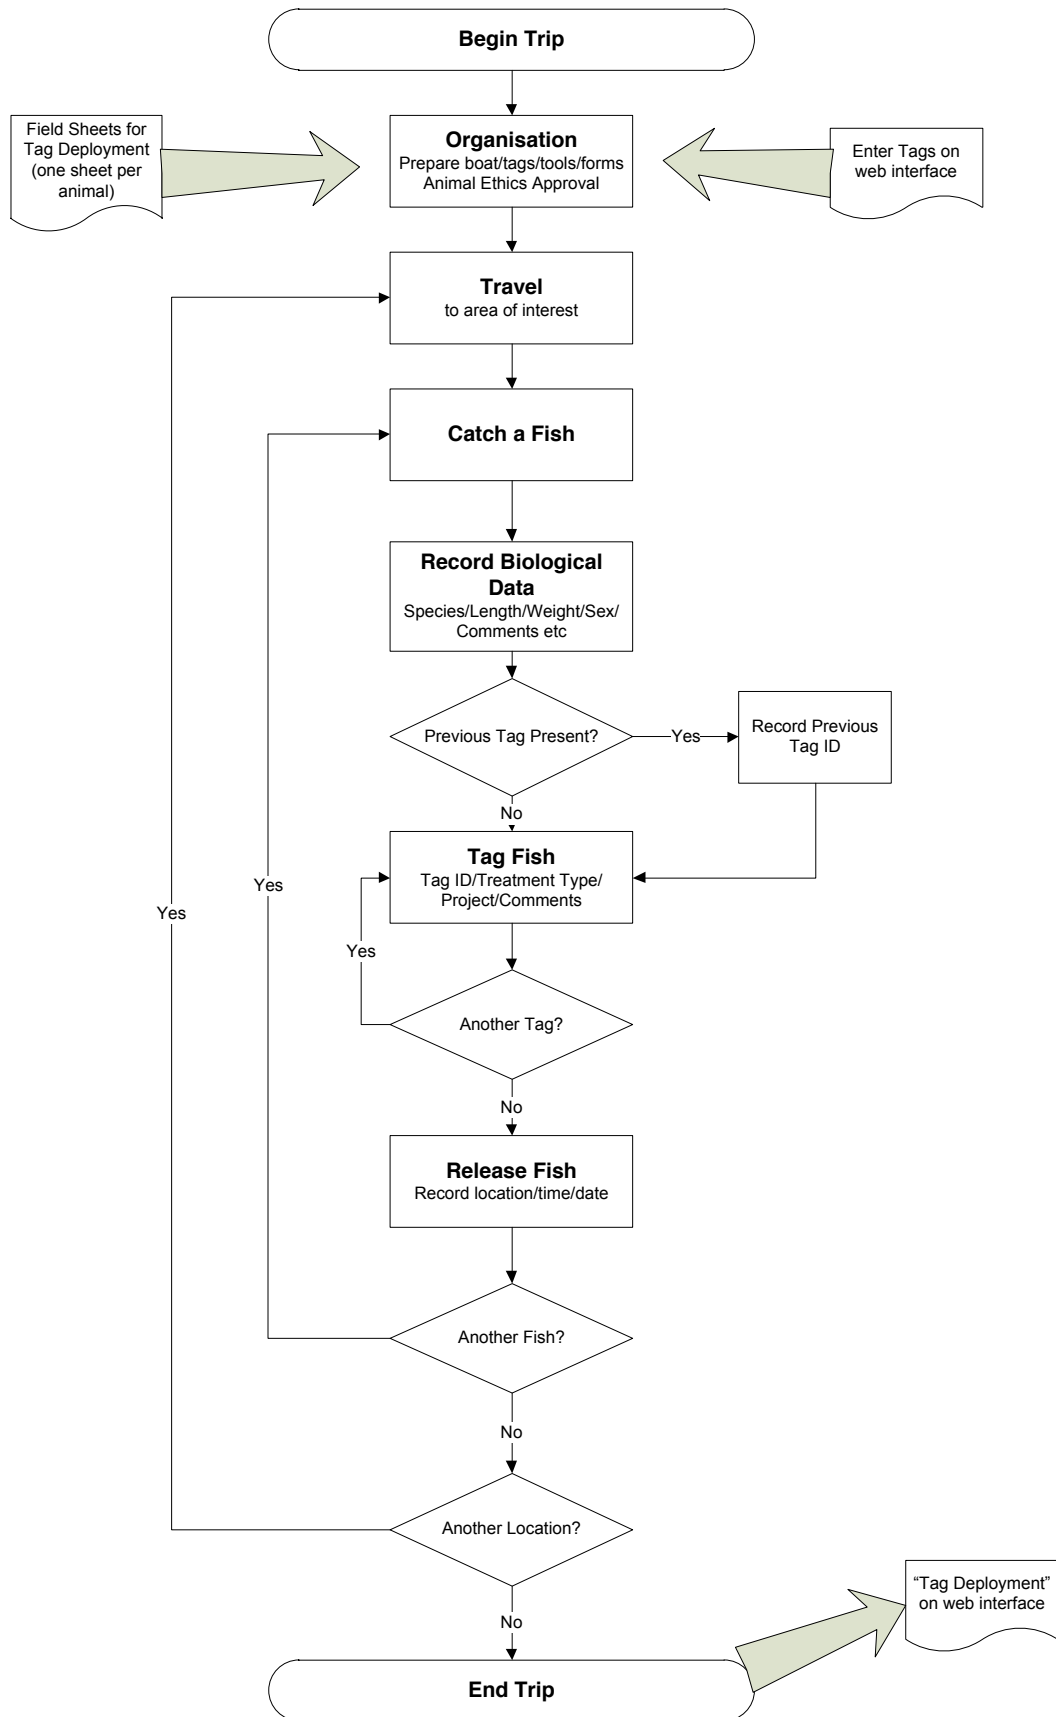 Begin Trip
Field Sheets for
Tag Deployment
(one sheet per
animal)
Organisation
Prepare boat/tags/tools/forms
Animal Ethics Approval
Enter Tags on
web interface
Travel
to area of interest
Catch a Fish
Record Biological
Data
Species/Length/Weight/Sex/
Comments etc
Previous Tag Present?
Yes
Record Previous
Tag ID
No
Tag Fish
Tag ID/Treatment Type/
Project/Comments
Yes
Yes
Yes
Another Tag?
No
Release Fish
Record location/time/date
Another Fish?
No
Another Location?
No
“Tag Deployment”
on web interface
End Trip